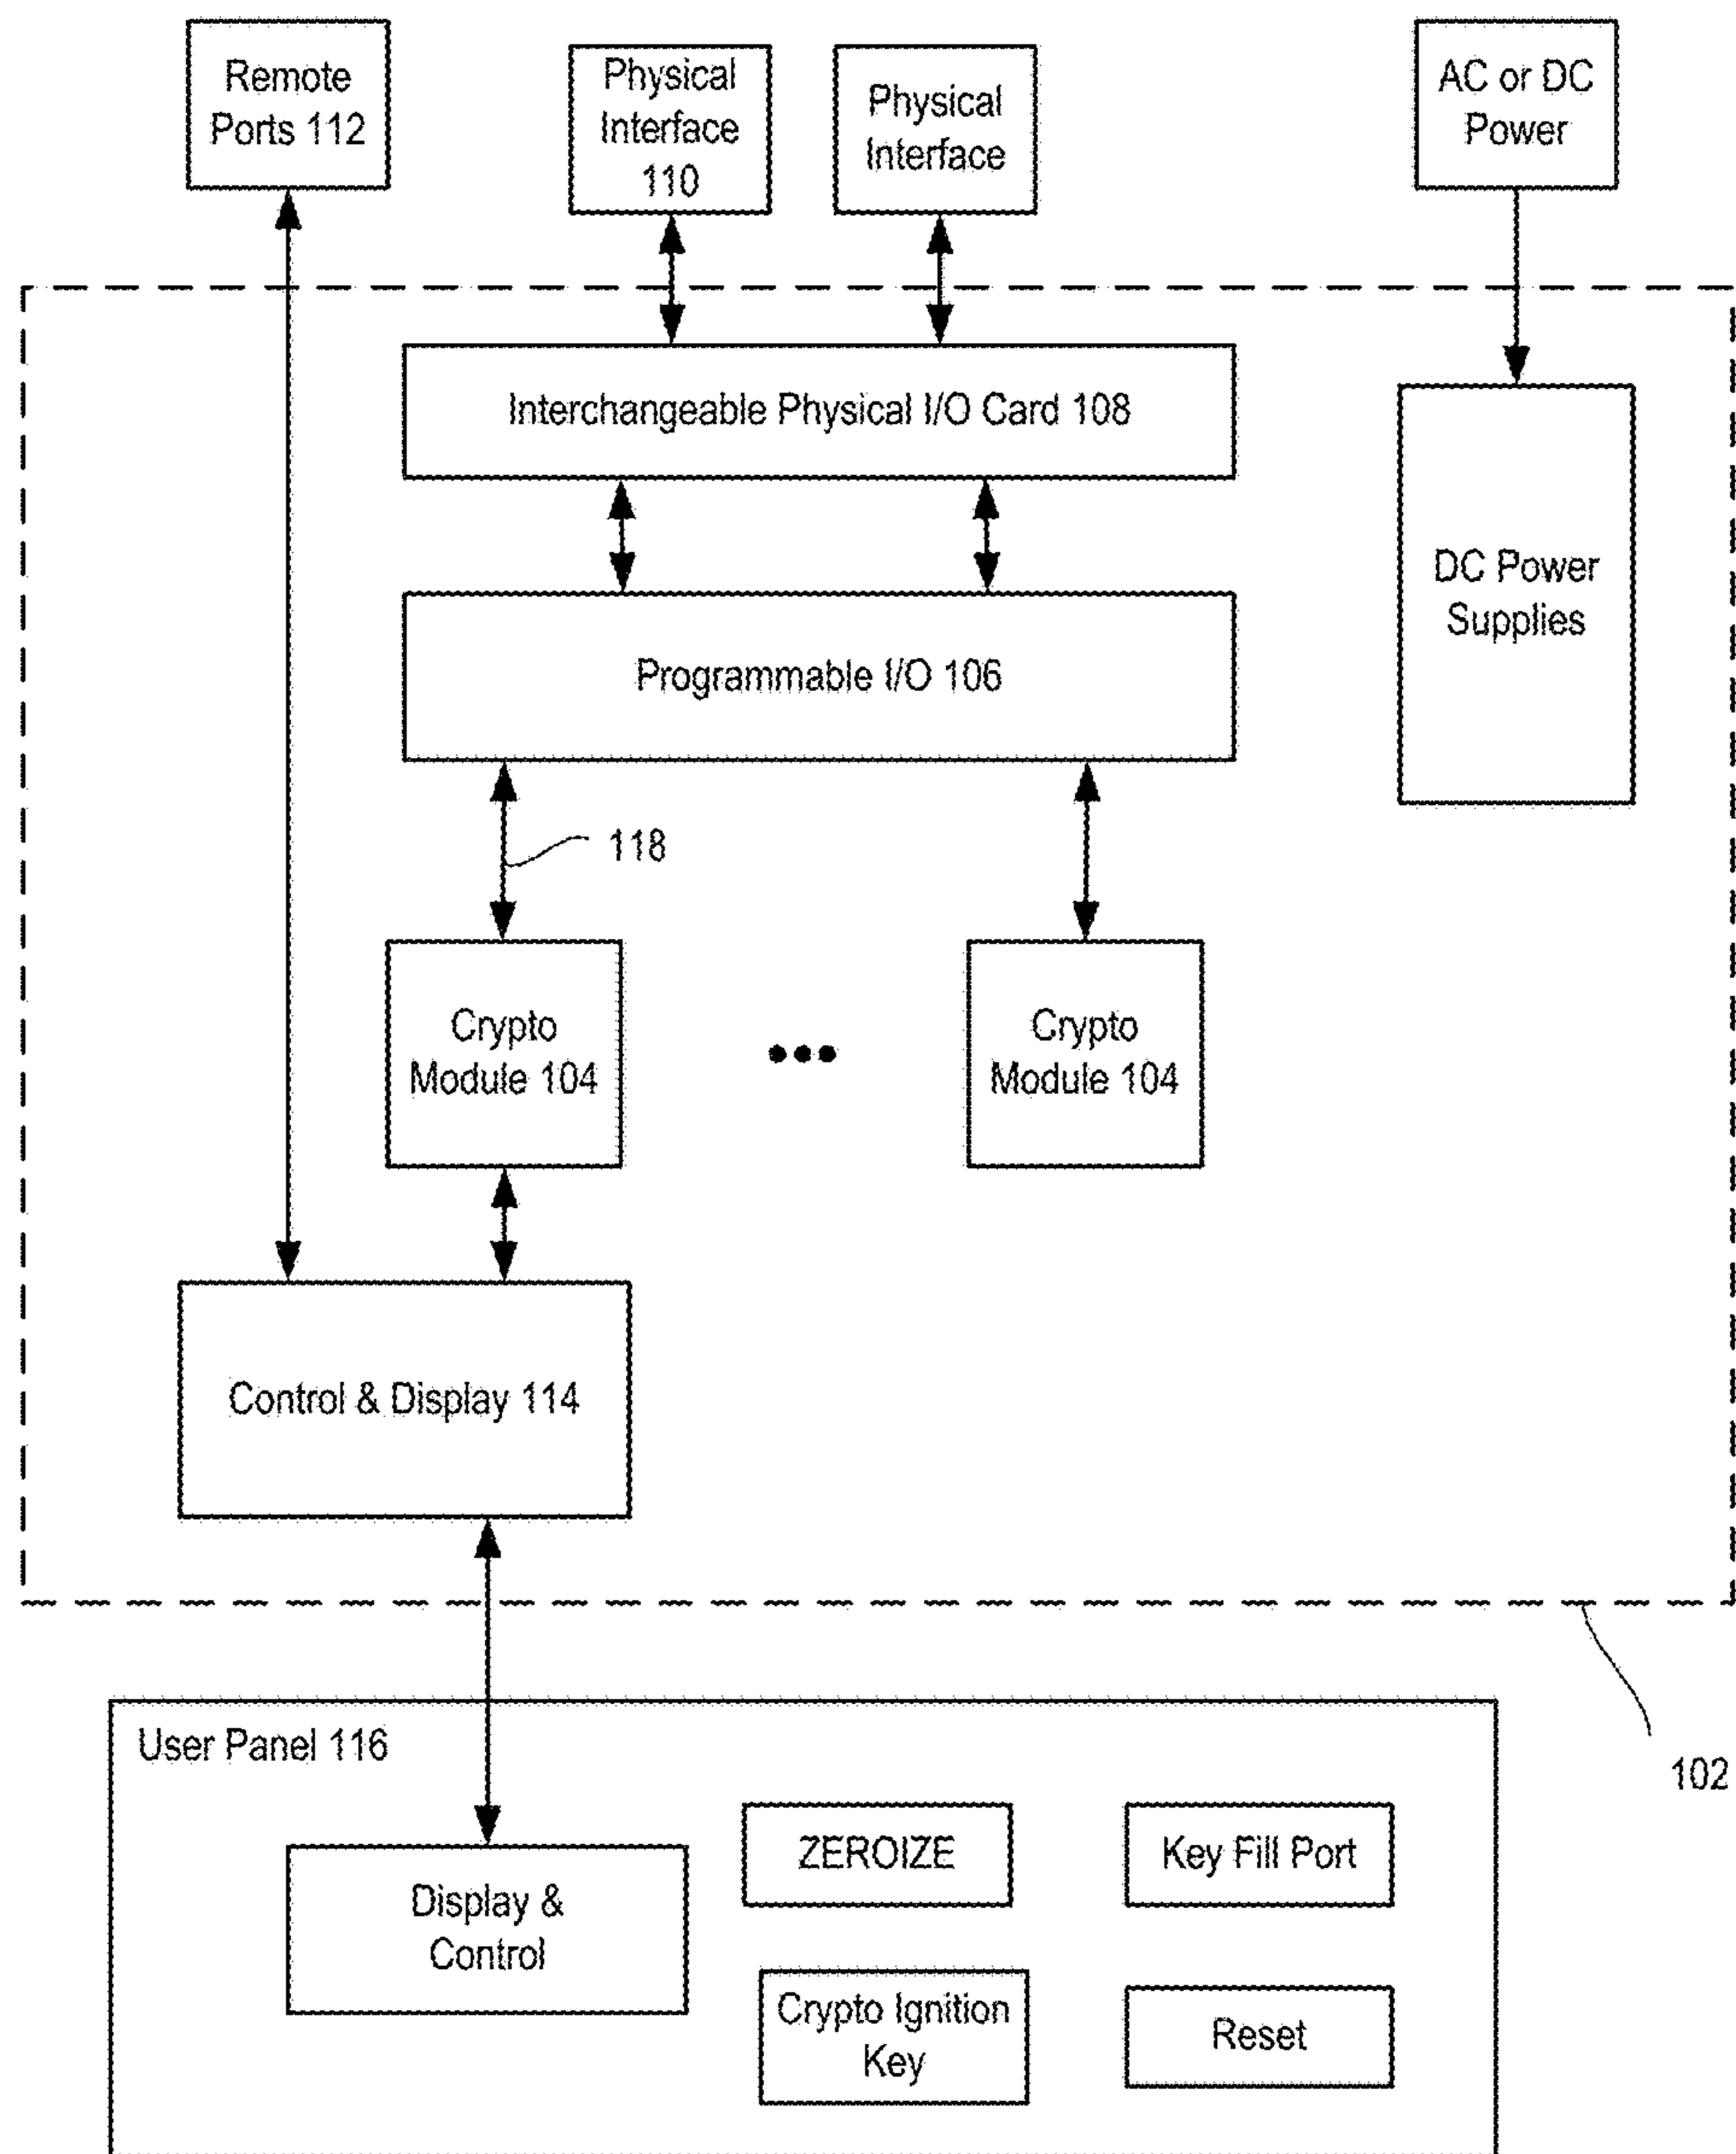 Remote
Ports 112
Physical
Interface
110
Physical
Interface
AC or DC
Power
Interchangeable Physical I/O Card 108
DC Power
Supplies
Programmable I/O 106
118
Crypto
Module 104
Crypto
Module 104
Control & Display 114
102
User Panel 116
ZEROIZE
Key Fill Port
Display &
Control
Crypto Ignition
Key
Reset